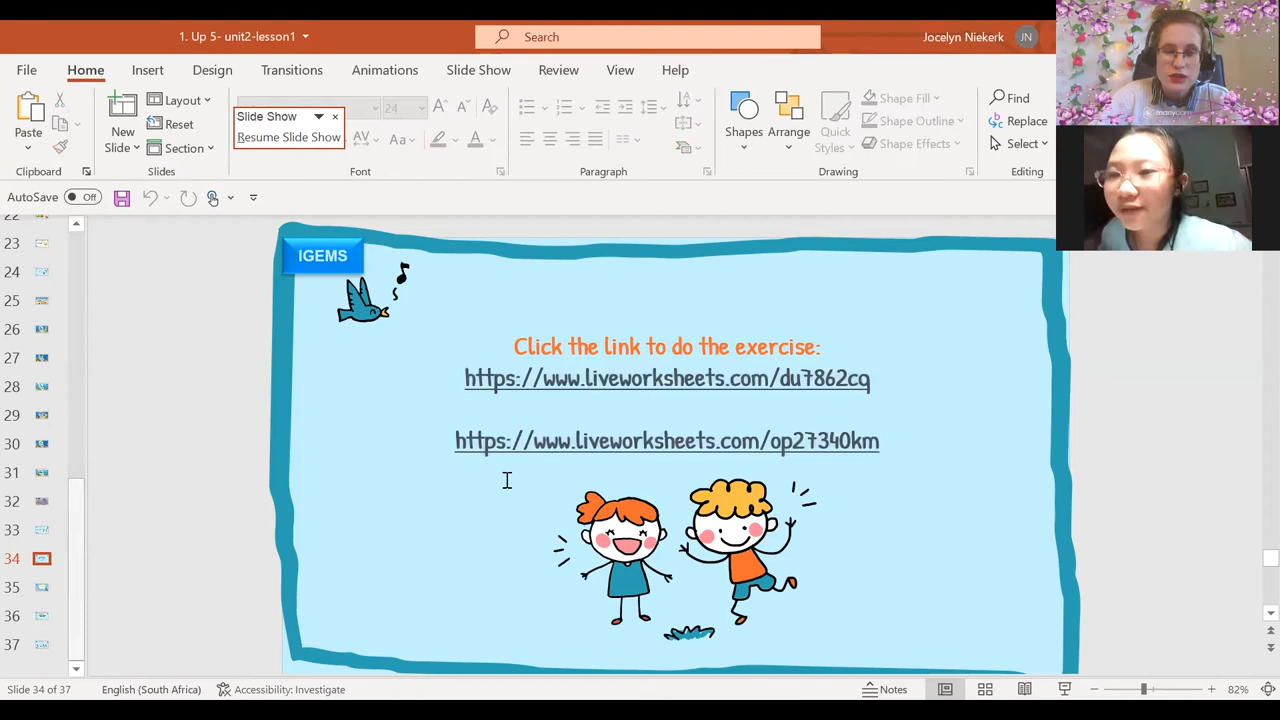 1. Up 5- unit2-lesson1
Search
Jocelyn Niekerk
JN
File Home Insert Design Transitions Animations Slide Show Review View Help
Paste
New Slide
Layout
Reset
Section
Slide Show
Resume Slide Show
24
Aa
A
Shapes
Arrange
Quick Styles
Shape Fill
Shape Outline
Shape Effects
Find
Replace
Select
Clipboard
Slides
Font
Paragraph
Drawing
Editing
AutoSave Off
22
23
24
25
26
27
28
29
30
31
32
33
34
35
36
37
IGEMS
Click the link to do the exercise:
https://www.liveworksheets.com/du7862cq
https://www.liveworksheets.com/op27340km
manycam
Slide 34 of 37 English (South Africa) Accessibility: Investigate Notes 82%